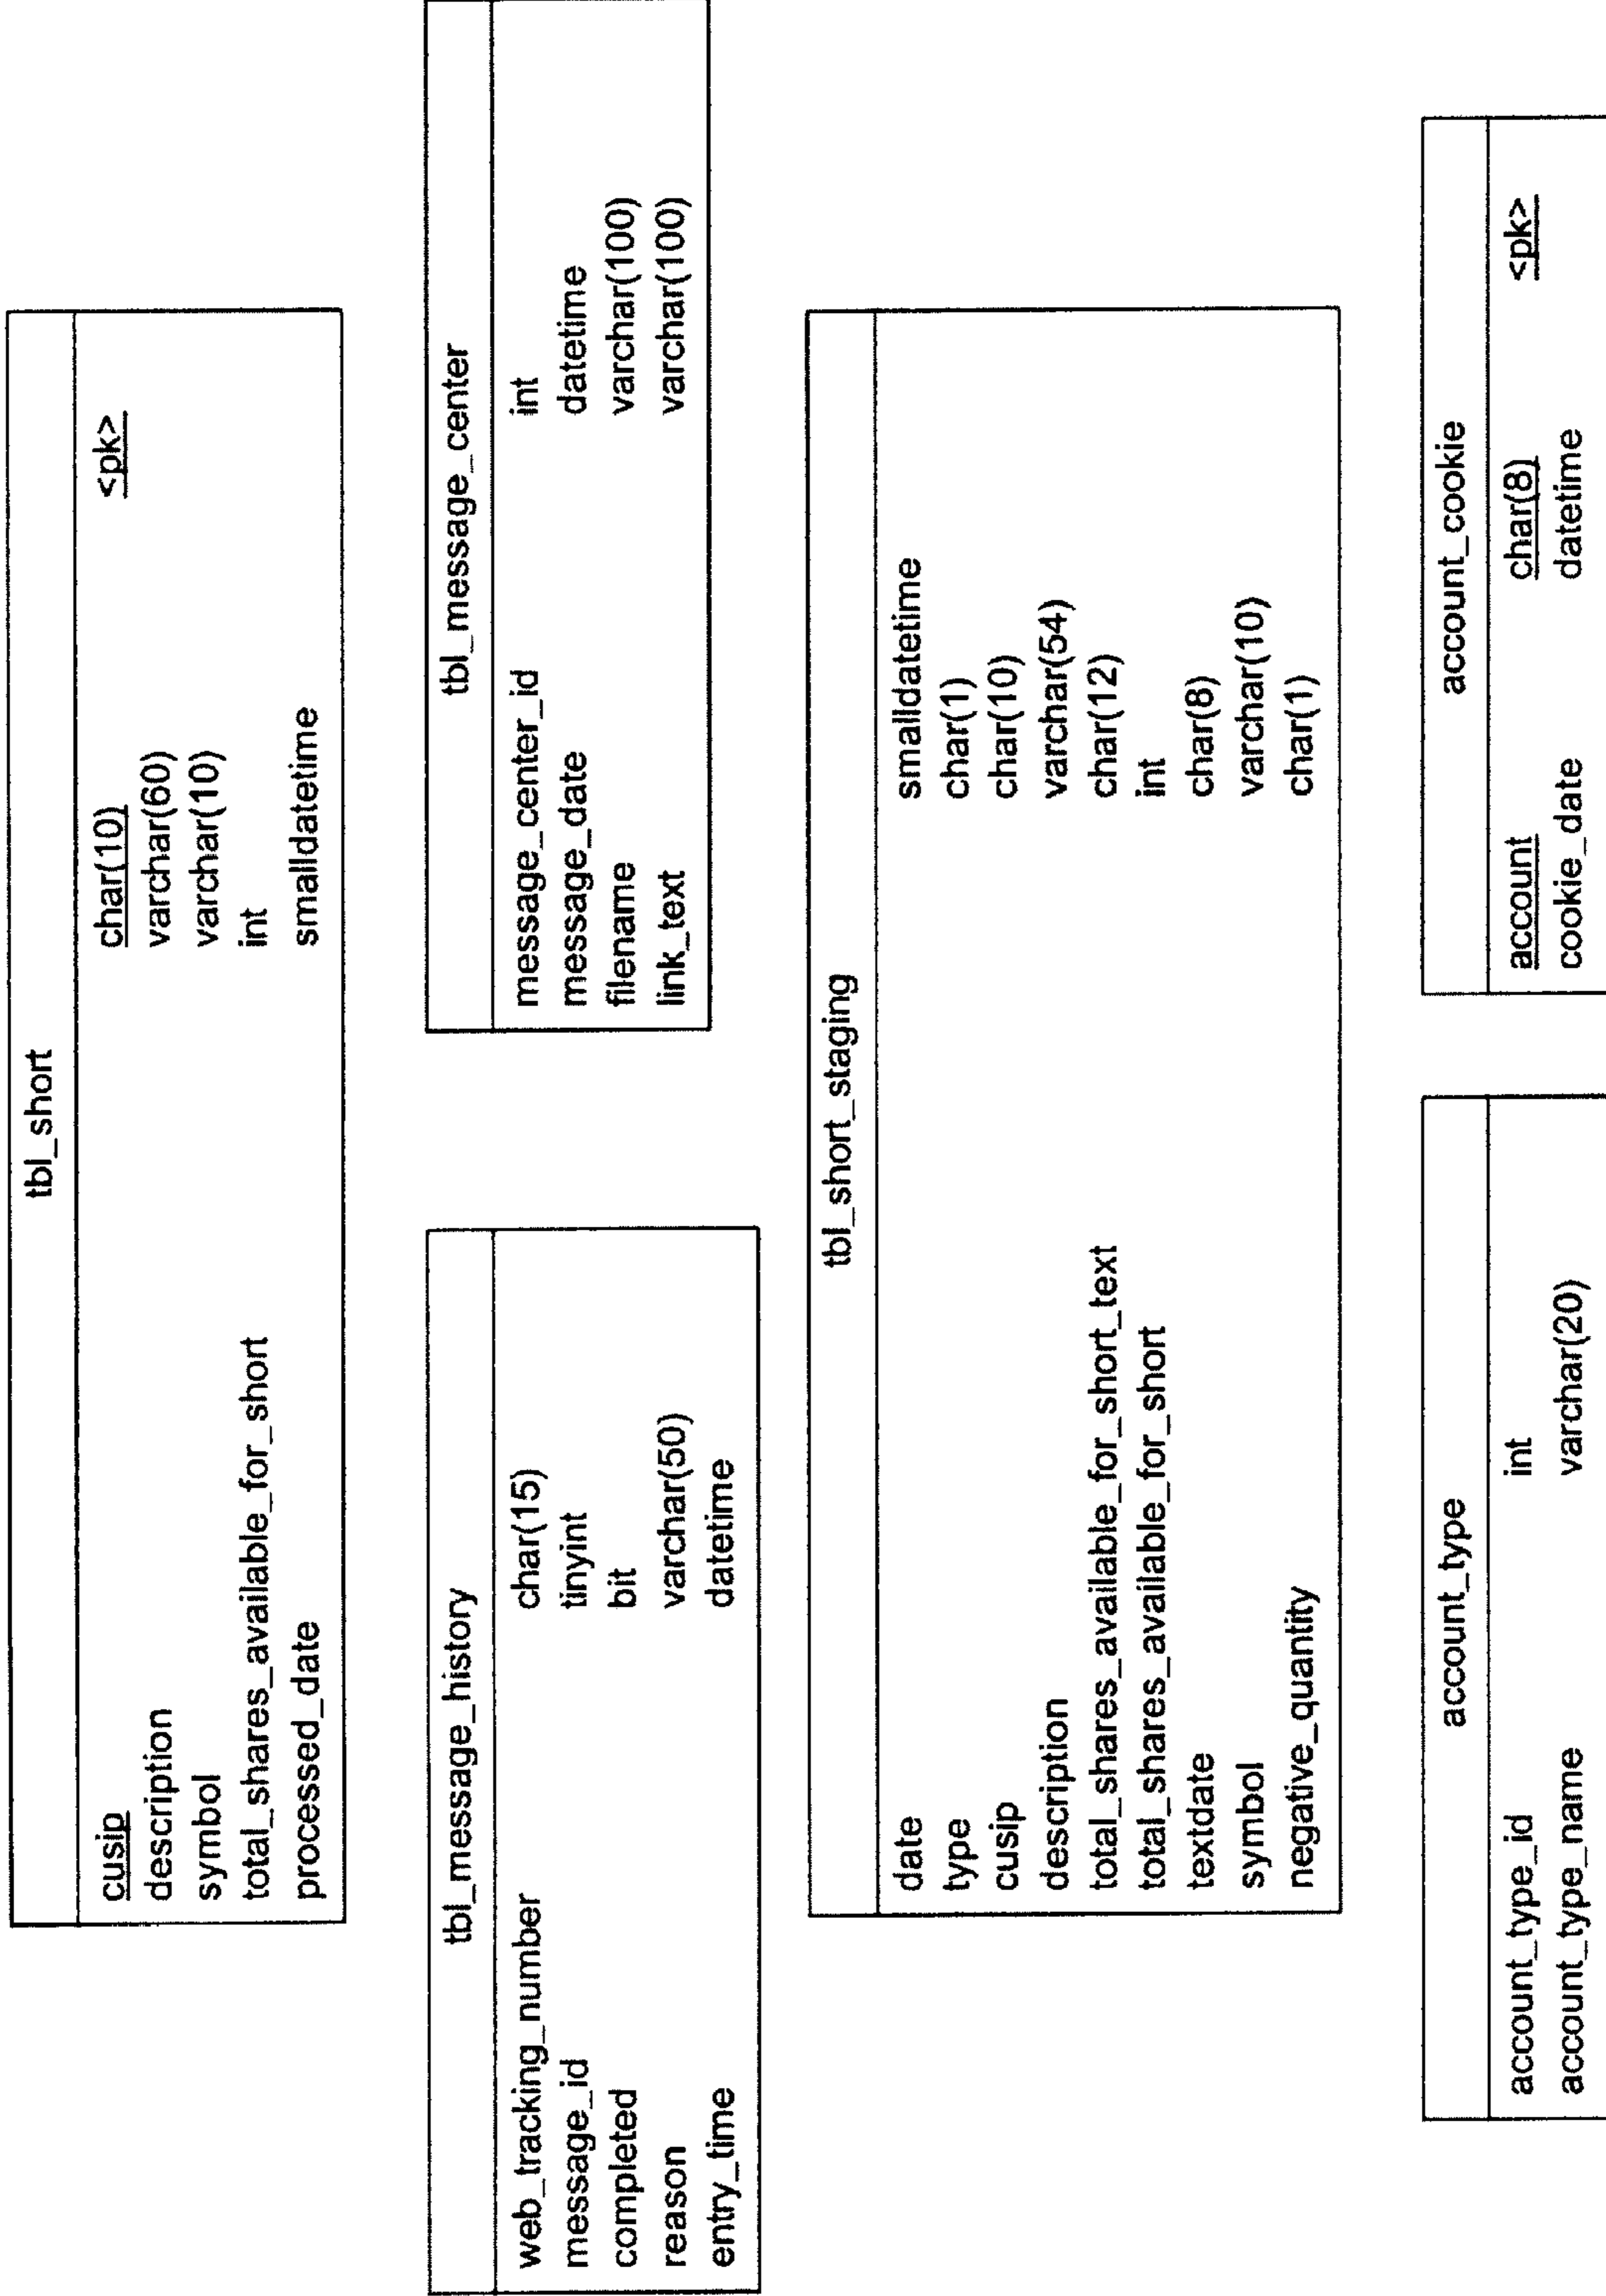 tbl_short
cusip char(10) <pk>
description varchar(60)
symbol varchar(10)
total_shares_available_for_short int
processed_date smalldatetime
tbl_message_history
web_tracking_number char(15)
message_id tinyint
completed bit
reason varchar(50)
entry_time datetime
tbl_message_center
message_center_id int
message_date datetime
filename varchar(100)
link_text varchar(100)
tbl_short_staging
date smalldatetime
type char(1)
cusip char(10)
description varchar(54)
total_shares_available_for_short_text char(12)
total_shares_available_for_short int
textdate char(8)
symbol varchar(10)
negative_quantity char(1)
account_type
account_type_id int
account_type_name varchar(20)
account_cookie
account char(8) <pk>
cookie_date datetime